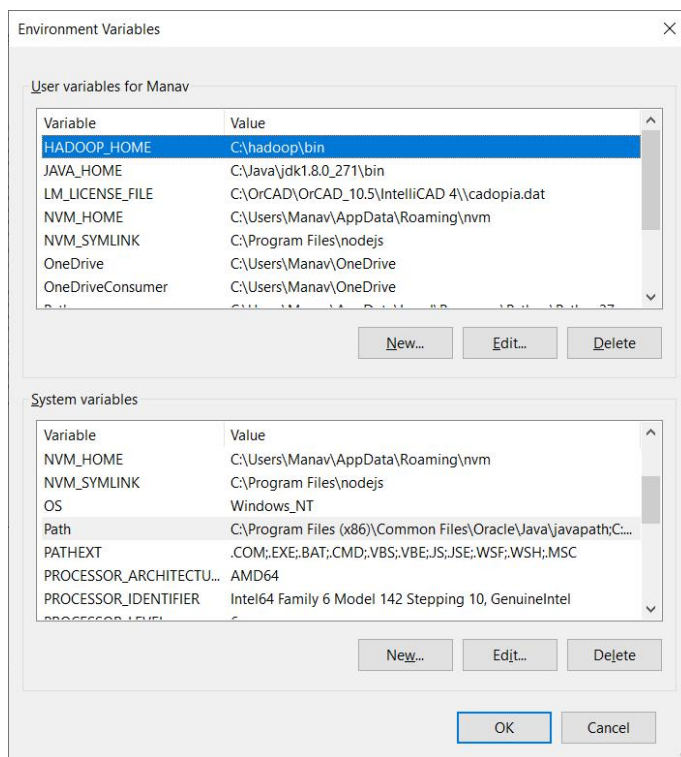 Environment Variables
User variables for Manav
Variable Value
HADOOP_HOME C:\hadoop\bin
JAVA_HOME C:\Java\jdk1.8.0_271\bin
LM_LICENSE_FILE C:\OrCAD\OrCAD_10.5\IntelliCAD 4\\cadopia.dat
NVM_HOME C:\Users\Manav\AppData\Roaming\nvm
NVM_SYMLINK C:\Program Files\nodejs
OneDrive C:\Users\Manav\OneDrive
OneDriveConsumer C:\Users\Manav\OneDrive
New... Edit... Delete
System variables
Variable Value
NVM_HOME C:\Users\Manav\AppData\Roaming\nvm
NVM_SYMLINK C:\Program Files\nodejs
OS Windows_NT
Path C:\Program Files (x86)\Common Files\Oracle\Java\javapath;C:...
PATHEXT .COM;.EXE;.BAT;.CMD;.VBS;.VBE;.JS;.JSE;.WSF;.WSH;.MSC
PROCESSOR_ARCHITECTU... AMD64
PROCESSOR_IDENTIFIER Intel64 Family 6 Model 142 Stepping 10, GenuineIntel
New... Edit... Delete
OK Cancel